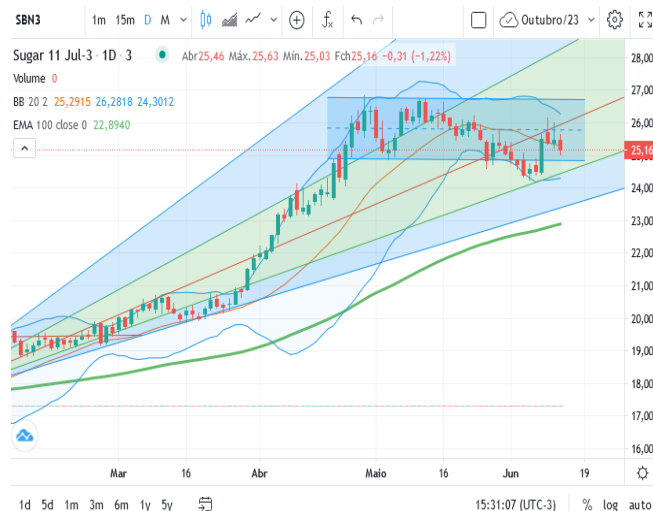 SBN3 1m 15m D M Outubro/23
Sugar 11 Jul-3 · 1D · 3 Abr25,46 Máx.25,63 Mín.25,03 Fch25,16 −0,31 (−1,22%)
Volume 0
BB 20 2 25,2915 26,2818 24,3012
EMA 100 close 0 22,8940
28,00
27,00
26,00
25,16
24,00
23,00
22,00
21,00
20,00
19,00
18,00
17,00
16,00
Mar 16 Abr Maio 16 Jun 19
1d 5d 1m 3m 6m 1y 5y 15:31:07 (UTC-3) % log auto